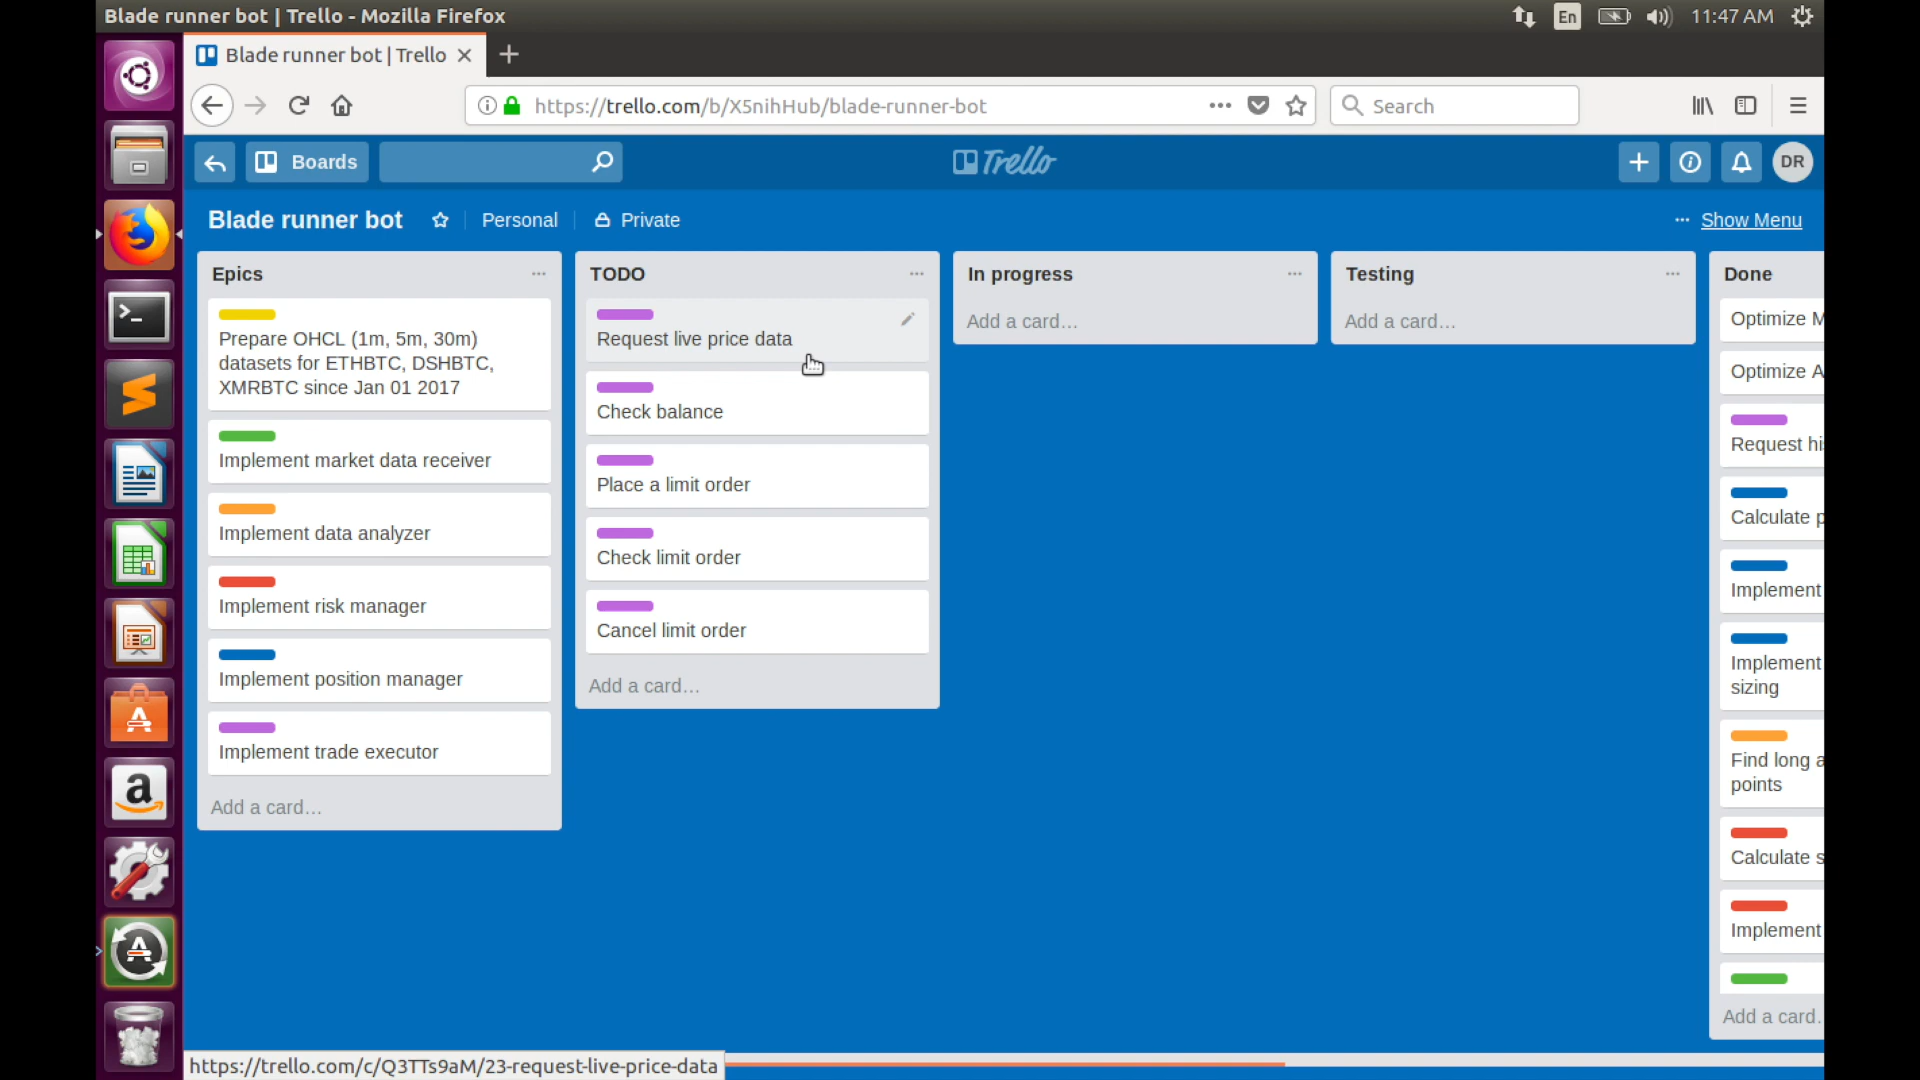 Blade runner bot | Trello - Mozilla Firefox
En
11:47 AM
Blade runner bot | Trello
https://trello.com/b/X5nihHub/blade-runner-bot
Search
Boards
Trello
DR
Blade runner bot
Personal
Private
Show Menu
Epics
Prepare OHCL (1m, 5m, 30m)
datasets for ETHBTC, DSHBTC,
XMRBTC since Jan 01 2017
Implement market data receiver
Implement data analyzer
Implement risk manager
Implement position manager
Implement trade executor
Add a card…
TODO
Request live price data
Check balance
Place a limit order
Check limit order
Cancel limit order
Add a card…
In progress
Add a card…
Testing
Add a card…
Done
Optimize M
Optimize A
Request hi
Calculate p
Implement
Implement
sizing
Find long a
points
Calculate s
Implement
Add a card.
https://trello.com/c/Q3TTs9aM/23-request-live-price-data